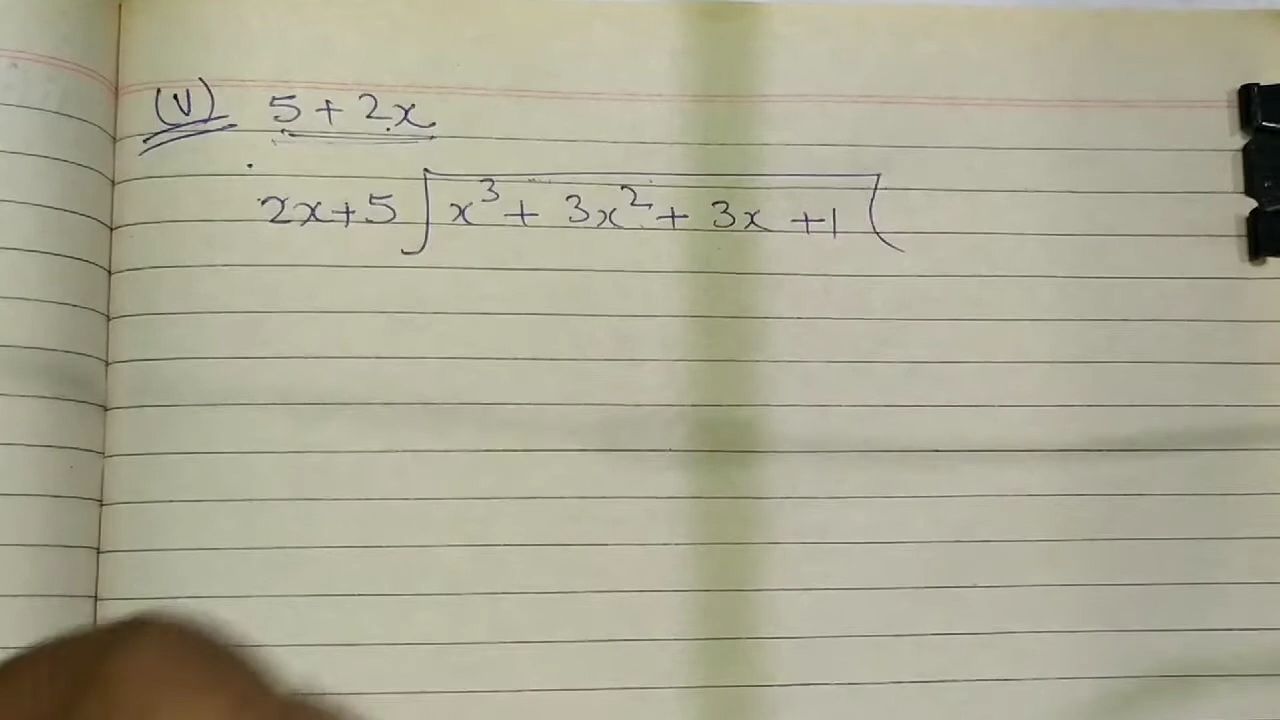 (V) 5 + 2x
2x+5 x³ + 3x² + 3x +1